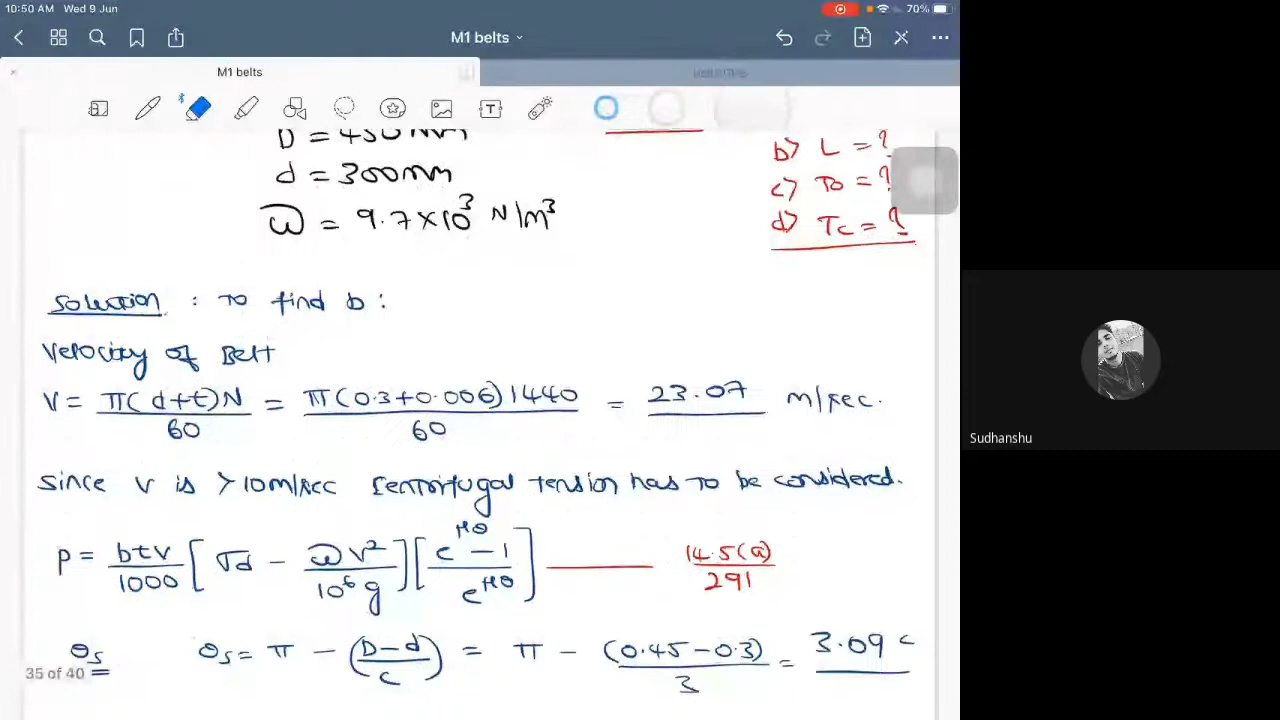 10:50 AM Wed 9 Jun
70%
M1 belts
M1 belts
D = 450 mm
d = 300mm
ω = 9.7×10³ N/m³
b) L = ?
c) To = ?
d) Tc = ?
Solution : To find b :
Velocity of Belt
V = π(d+t)N / 60 = π(0.3+0.006)1440 / 60 = 23.07 m/sec.
since V is >10m/sec centrifugal tension has to be considered.
P = btv/1000 [ σd − ωv²/10⁶g ] [ e^μθ − 1 / e^μθ ] —— 14.5(a)/291
θs θs = π − (D−d / c) = π − (0.45−0.3)/3 = 3.09 c
35 of 40
Sudhanshu